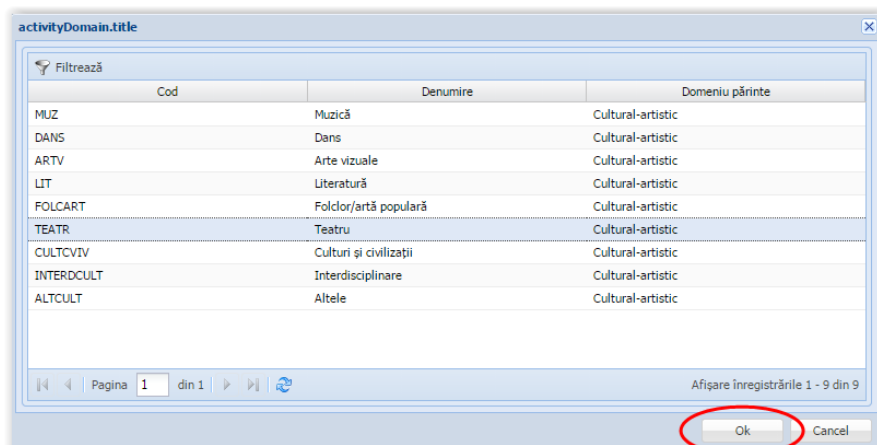 activityDomain.title
Filtrează
Cod Denumire Domeniu părinte
MUZ Muzică Cultural-artistic
DANS Dans Cultural-artistic
ARTV Arte vizuale Cultural-artistic
LIT Literatură Cultural-artistic
FOLCART Folclor/artă populară Cultural-artistic
TEATR Teatru Cultural-artistic
CULTCVIV Culturi și civilizații Cultural-artistic
INTERDCULT Interdisciplinare Cultural-artistic
ALTCULT Altele Cultural-artistic
Pagina 1 din 1 Afișare înregistrările 1 - 9 din 9
Ok Cancel